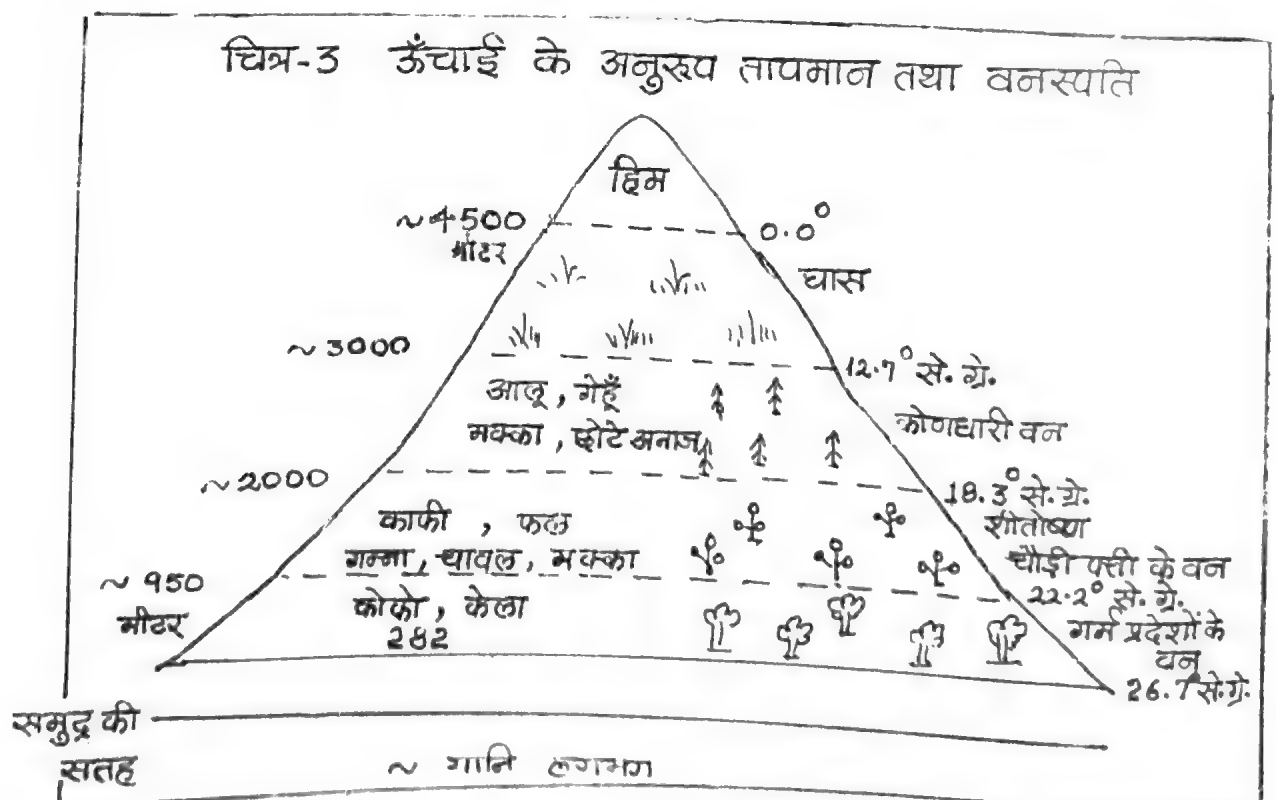 चित्र-3 ऊँचाई के अनुरूप तापमान तथा वनस्पति
हिम
~4500
मीटर
0.0°
घास
~3000
12.7° से. ग्रे.
आलू, गेहूँ
मक्का, छोटे अनाज
कोणधारी वन
~2000
18.3° से. ग्रे.
शीतोष्ण
चौड़ी पत्ती के वन
काफी, फल
गन्ना, चावल, मक्का
~950
मीटर
22.2° से. ग्रे.
कोको, केला
282
गर्म प्रदेशों के
वन
26.7° से. ग्रे.
समुद्र की
सतह
~ यानि लगभग